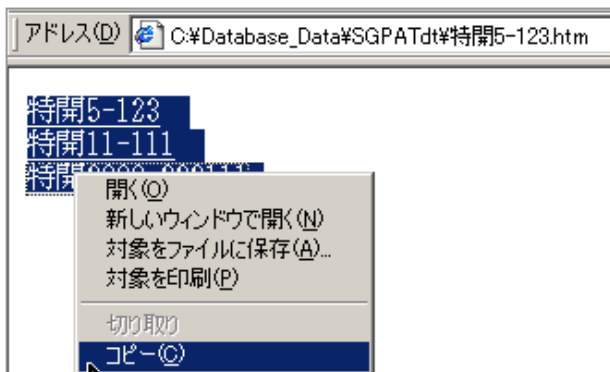 アドレス(D) C:¥Database_Data¥SGPATdt¥特開5-123.htm
特開5-123
特開11-111
特開
開く(O)
新しいウィンドウで開く(N)
対象をファイルに保存(A)...
対象を印刷(P)
切り取り
コピー(C)